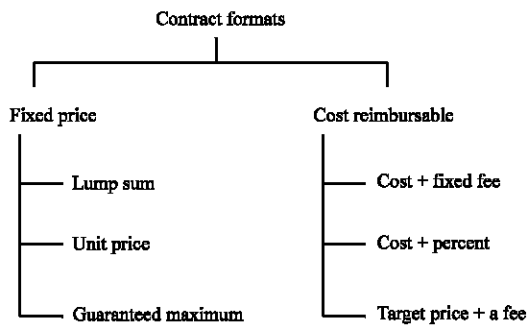 Contract formats
Fixed price
Lump sum
Unit price
Guaranteed maximum
Cost reimbursable
Cost + fixed fee
Cost + percent
Target price + a fee